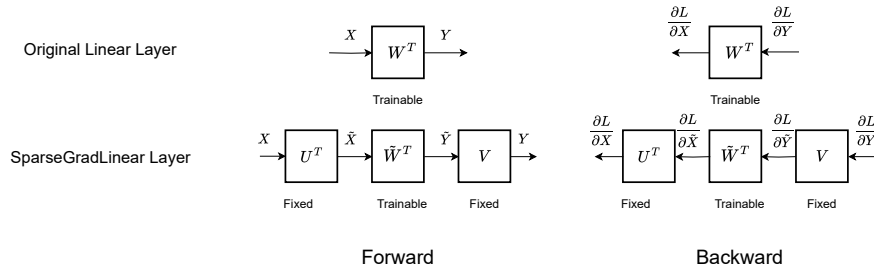 X Y ∂L/∂X ∂L/∂Y
Original Linear Layer W^T W^T
Trainable Trainable
X X̃ Ỹ Y ∂L/∂X ∂L/∂X̃ ∂L/∂Ỹ ∂L/∂Y
SparseGradLinear Layer U^T W̃^T V U^T W̃^T V
Fixed Trainable Fixed Fixed Trainable Fixed
Forward Backward